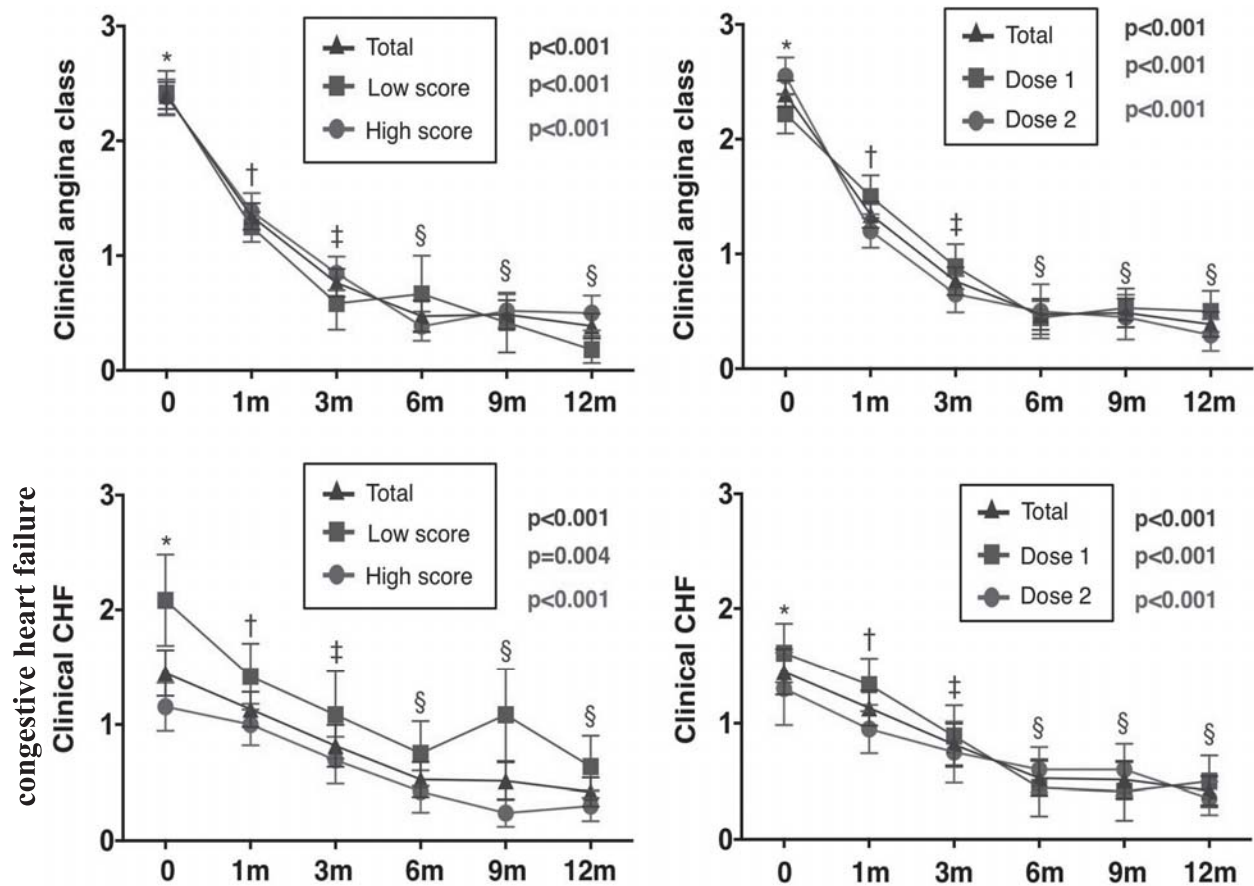 Clinical angina class
3
2
1
0
*
†
‡
§
§
§
Total
Low score
High score
p<0.001
p<0.001
p<0.001
0 1m 3m 6m 9m 12m
Clinical angina class
3
2
1
0
*
†
‡
§
§
§
Total
Dose 1
Dose 2
p<0.001
p<0.001
p<0.001
0 1m 3m 6m 9m 12m
congestive heart failure
Clinical CHF
3
2
1
0
*
†
‡
§
§
§
Total
Low score
High score
p<0.001
p=0.004
p<0.001
0 1m 3m 6m 9m 12m
Clinical CHF
3
2
1
0
*
†
‡
§
§
§
Total
Dose 1
Dose 2
p<0.001
p<0.001
p<0.001
0 1m 3m 6m 9m 12m